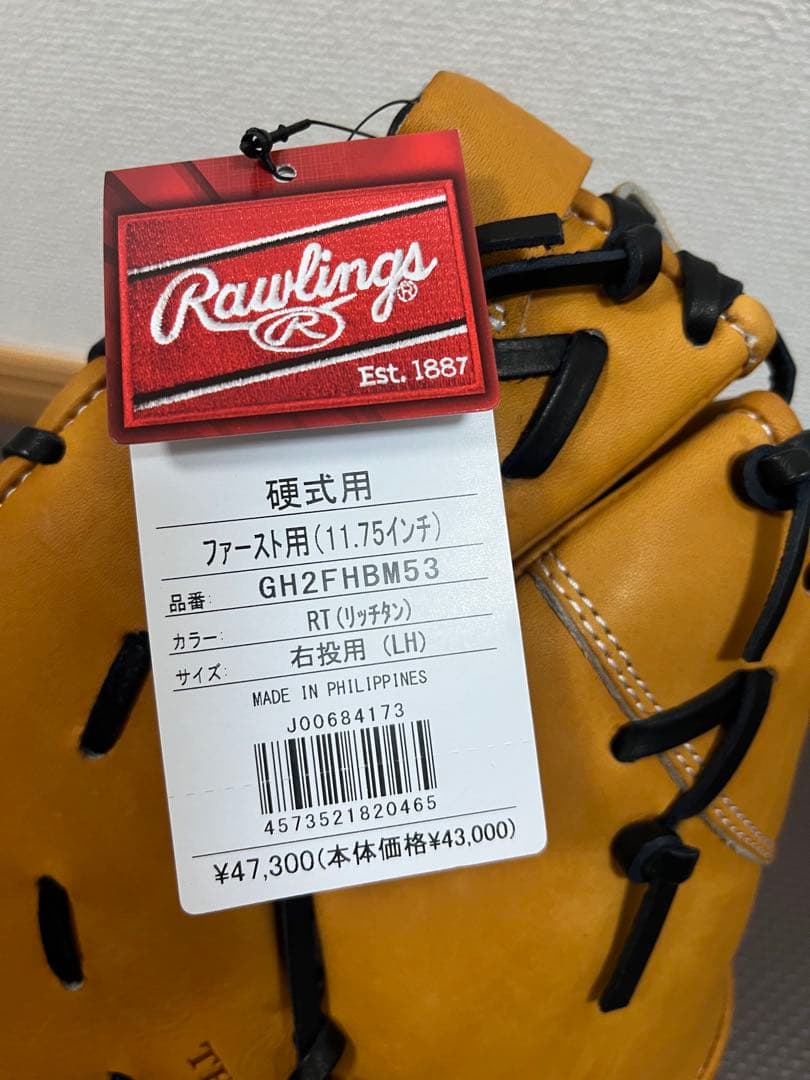 Rawlings®
R
Est. 1887
硬式用
ファースト用(11.75インチ)
品番: GH2FHBM53
カラー: RT(リッチタン)
サイズ: 右投用 (LH)
MADE IN PHILIPPINES
J00684173
4573521820465
¥47,300(本体価格¥43,000)